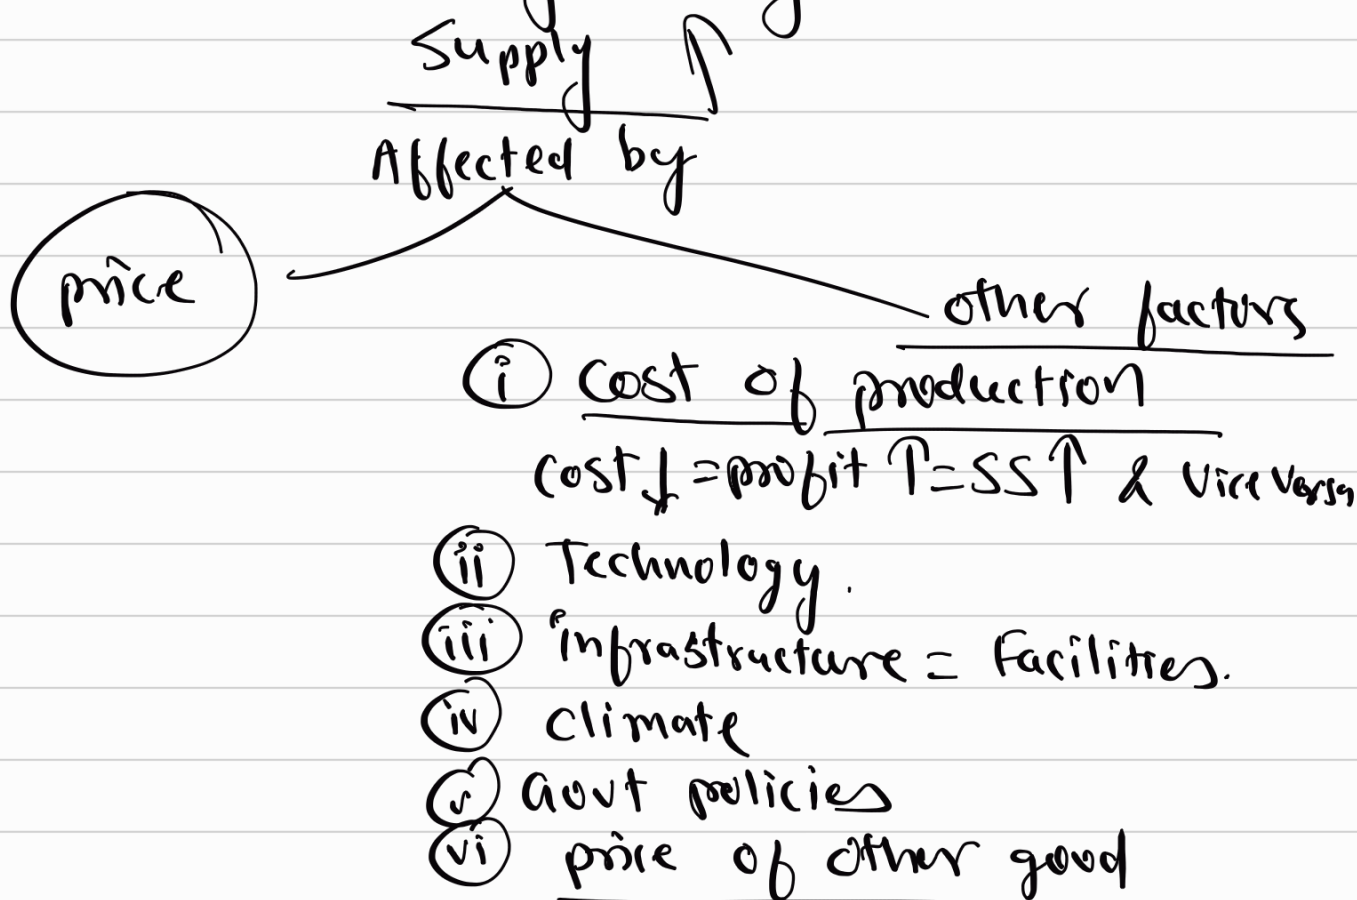 Supply ↑
Affected by
price
other factors
i cost of production
cost ↓ = profit ↑ = SS ↑ & vice versa
ii Technology.
iii infrastructure = Facilities.
iv climate
v Govt policies
vi price of other good